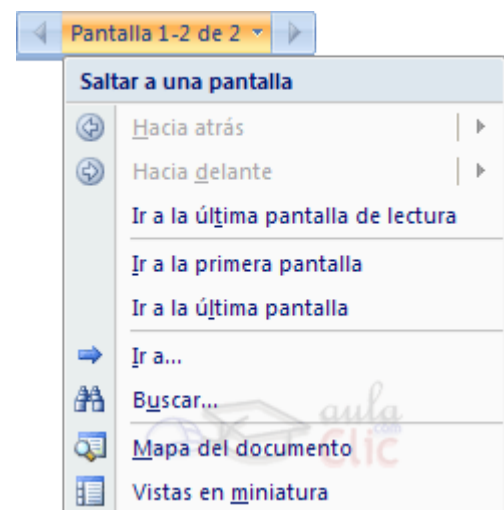 Pantalla 1-2 de 2
Saltar a una pantalla
Hacia atrás
Hacia delante
Ir a la última pantalla de lectura
Ir a la primera pantalla
Ir a la última pantalla
Ir a...
Buscar...
aula
.com
Clic
Mapa del documento
Vistas en miniatura